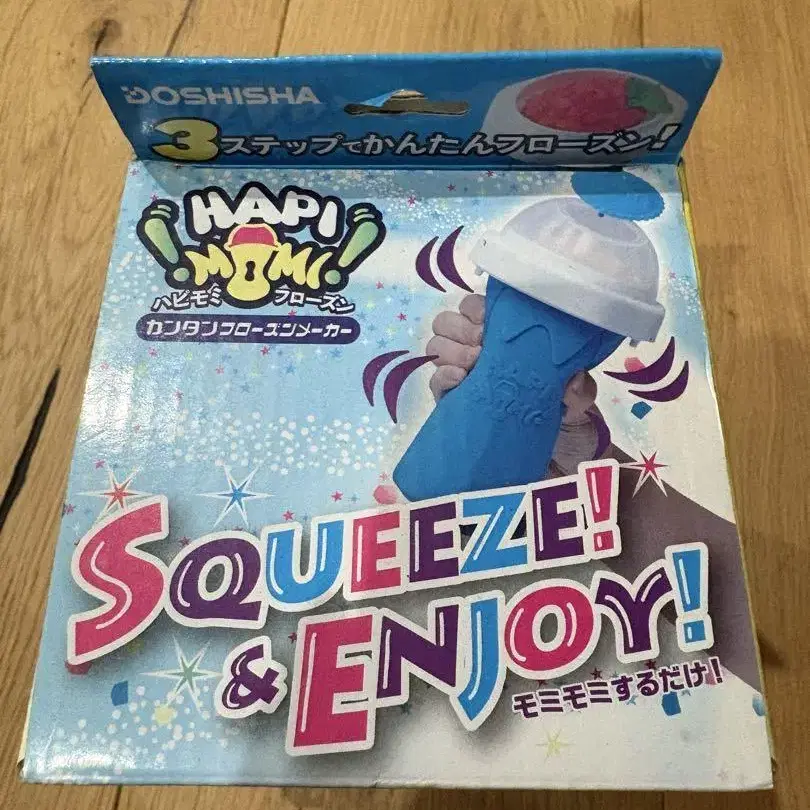 DOSHISHA
3ステップでかんたんフローズン!
HAPI
MOMI!
ハピモミ フローズン
カンタンフローズンメーカー
SQUEEZE!
& ENJOY!
モミモミするだけ!